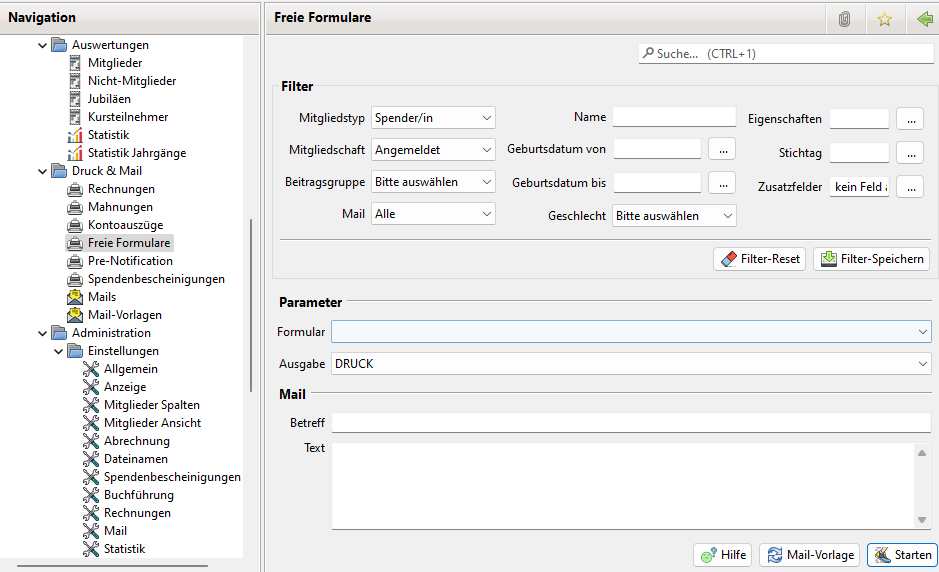 Navigation
Auswertungen
Mitglieder
Nicht-Mitglieder
Jubiläen
Kursteilnehmer
Statistik
Statistik Jahrgänge
Druck & Mail
Rechnungen
Mahnungen
Kontoauszüge
Freie Formulare
Pre-Notification
Spendenbescheinigungen
Mails
Mail-Vorlagen
Administration
Einstellungen
Allgemein
Anzeige
Mitglieder Spalten
Mitglieder Ansicht
Abrechnung
Dateinamen
Spendenbescheinigungen
Buchführung
Rechnungen
Mail
Statistik
Freie Formulare
Suche... (CTRL+1)
Filter
Mitgliedstyp Spender/in Name Eigenschaften ...
Mitgliedschaft Angemeldet Geburtsdatum von ... Stichtag ...
Beitragsgruppe Bitte auswählen Geburtsdatum bis ... Zusatzfelder kein Feld ...
Mail Alle Geschlecht Bitte auswählen
Filter-Reset Filter-Speichern
Parameter
Formular
Ausgabe DRUCK
Mail
Betreff
Text
Hilfe Mail-Vorlage Starten